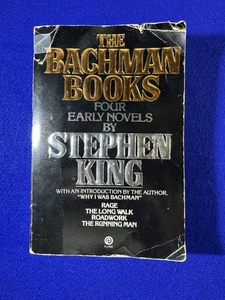 THE
BACHMAN
BOOKS
FOUR
EARLY NOVELS
BY
STEPHEN
KING
WITH AN INTRODUCTION BY THE AUTHOR,
"WHY I WAS BACHMAN"
RAGE
THE LONG WALK
ROADWORK
THE RUNNING MAN